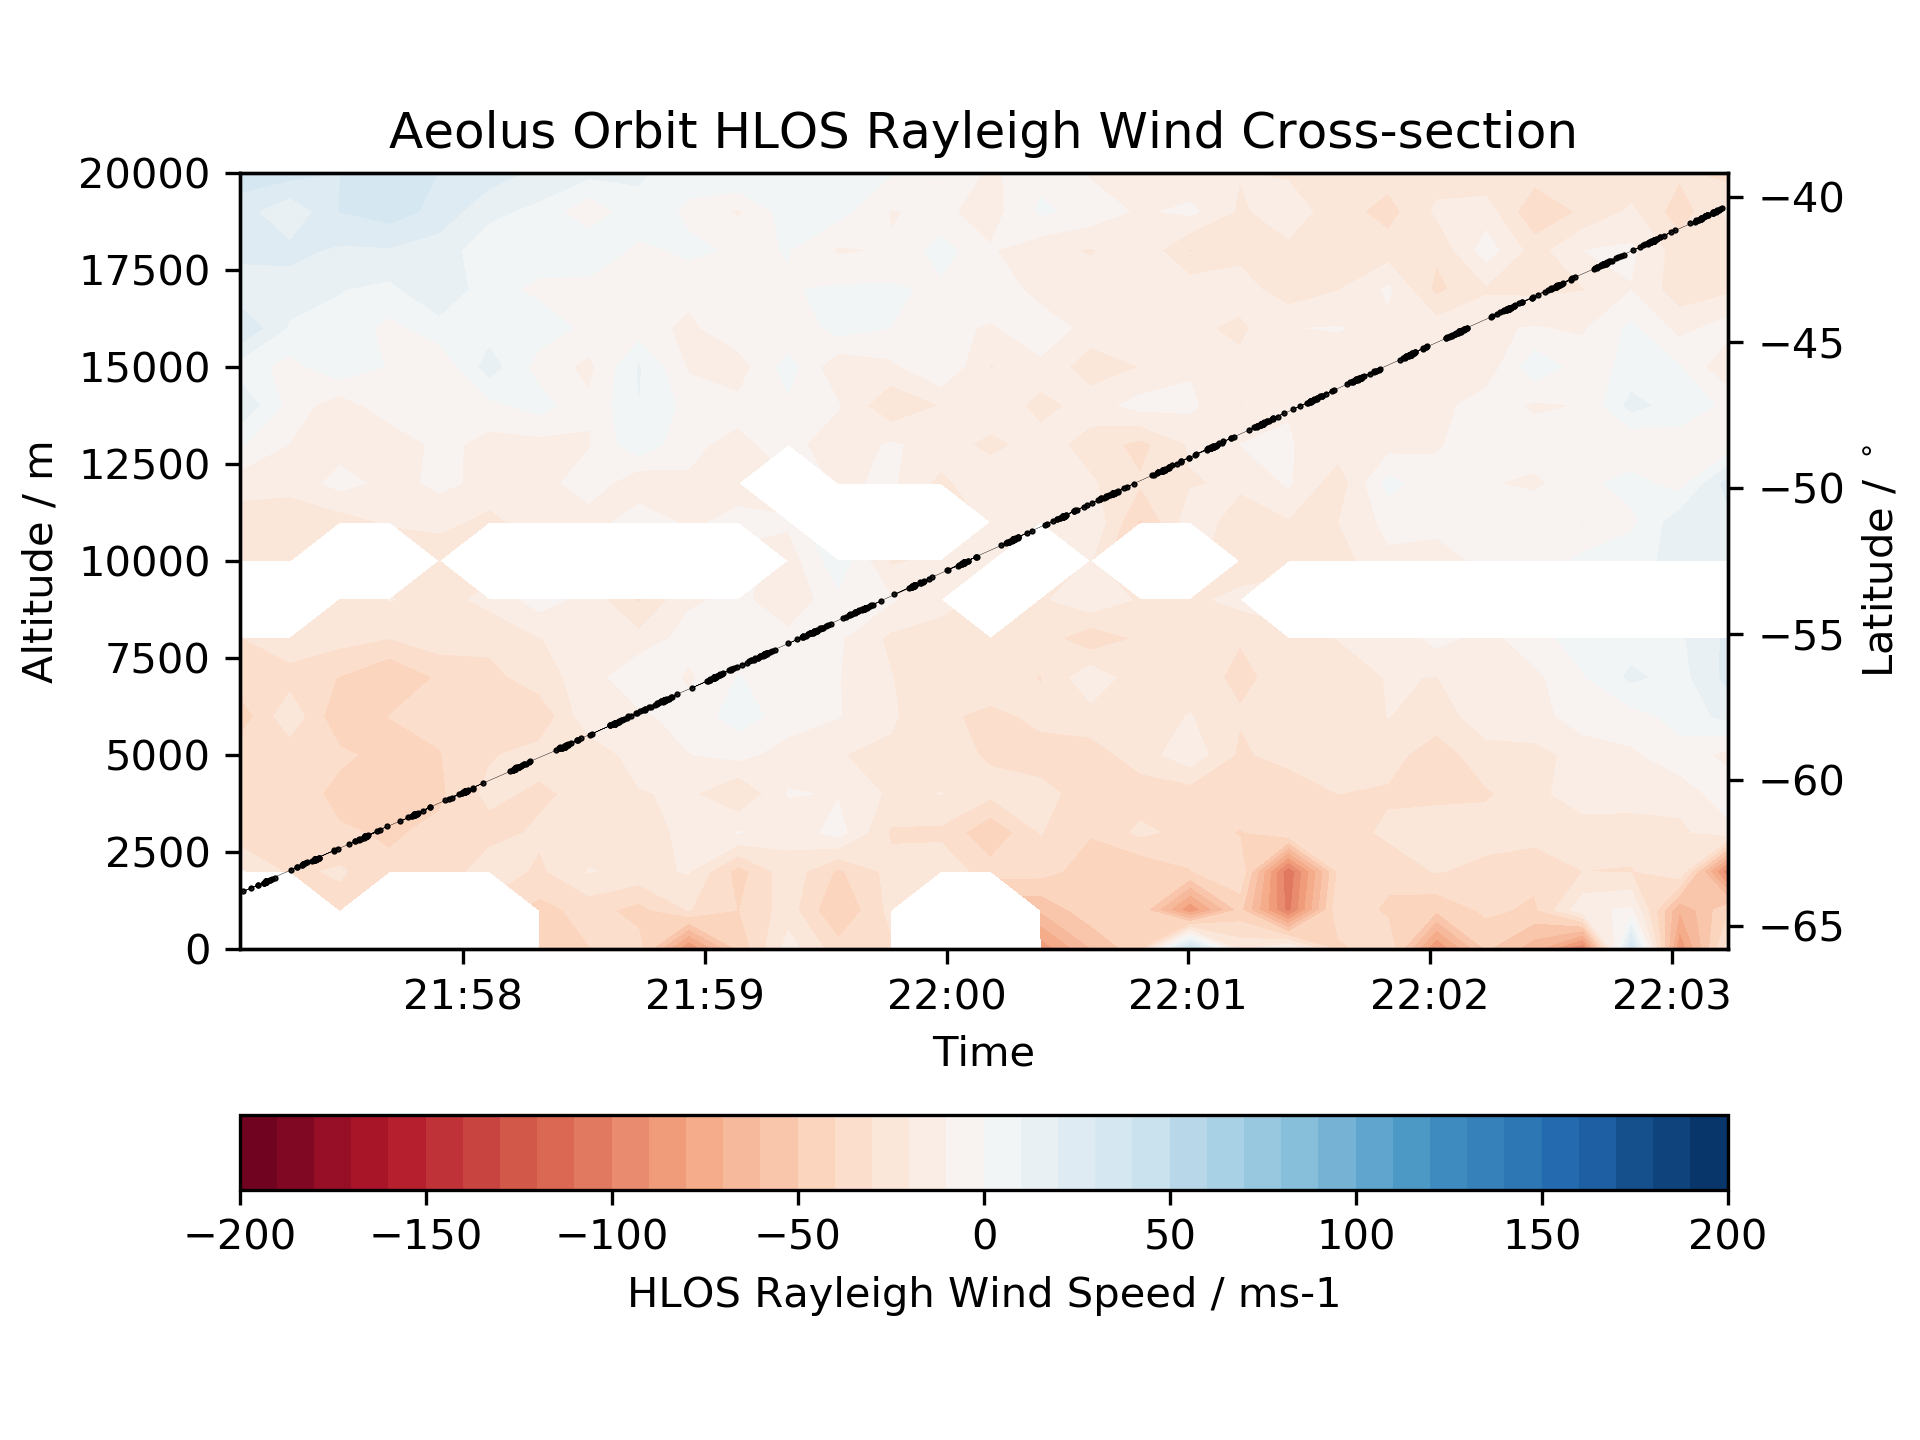 Aeolus Orbit HLOS Rayleigh Wind Cross-section
20000
17500
15000
12500
10000
7500
5000
2500
0
Altitude / m
−40
−45
−50
−55
−60
−65
Latitude / °
21:58 21:59 22:00 22:01 22:02 22:03
Time
−200 −150 −100 −50 0 50 100 150 200
HLOS Rayleigh Wind Speed / ms-1